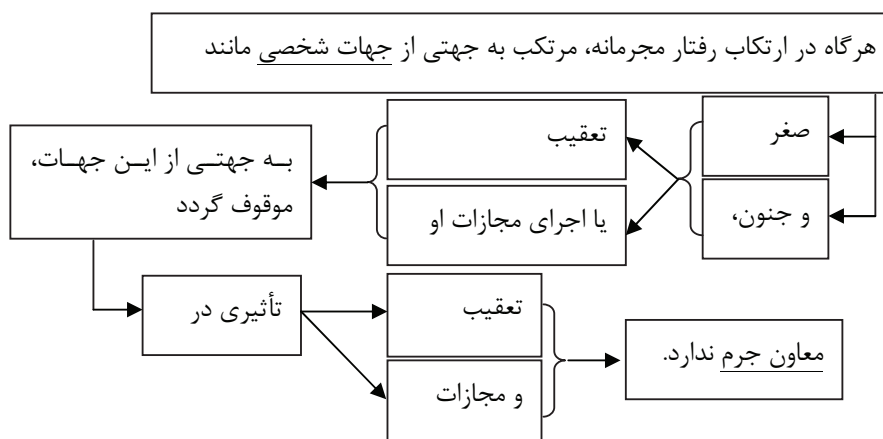 هرگاه در ارتکاب رفتار مجرمانه، مرتکب به جهتی از جهات شخصی مانند
صغر
و جنون،
تعقیب
یا اجرای مجازات او
بـه جهتـی از ایـن جهـات،
موقوف گردد
تأثیری در
تعقیب
و مجازات
معاون جرم ندارد.